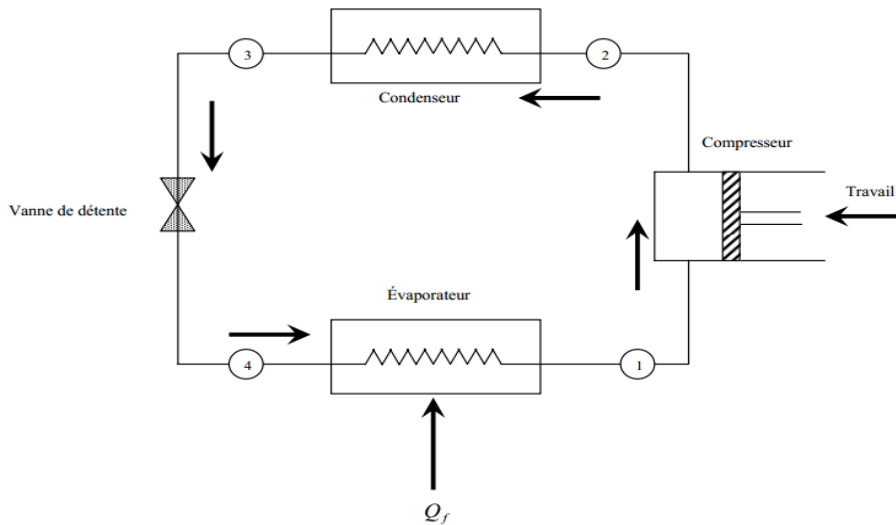 3
2
Condenseur
Compresseur
Travail
Vanne de détente
Évaporateur
4
1
Q_f